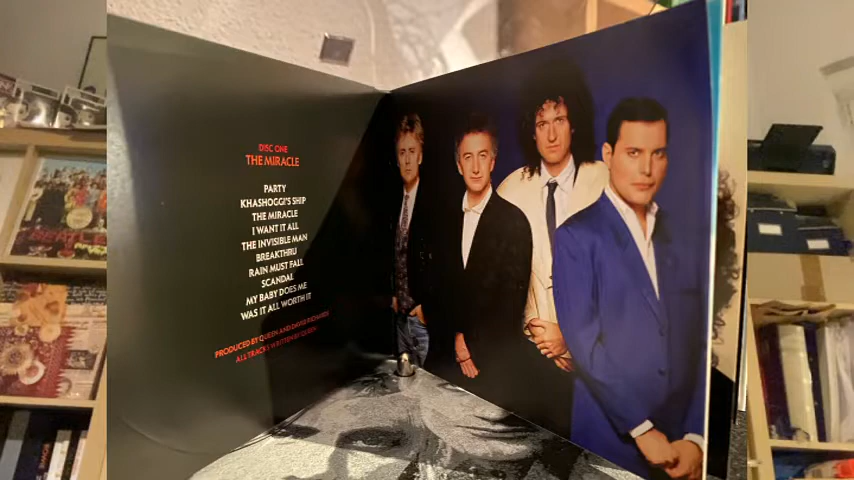 DISC ONE
THE MIRACLE
PARTY
KHASHOGGI'S SHIP
THE MIRACLE
I WANT IT ALL
THE INVISIBLE MAN
BREAKTHRU
RAIN MUST FALL
SCANDAL
MY BABY DOES ME
WAS IT ALL WORTH IT
PRODUCED BY QUEEN AND DAVID RICHARDS
ALL TRACKS WRITTEN BY QUEEN